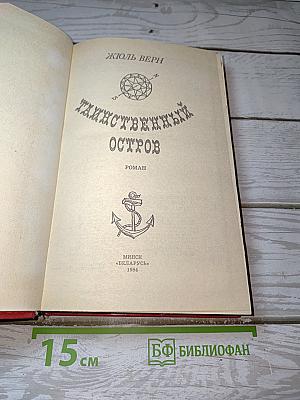 ЖЮЛЬ ВЕРН
ТАИНСТВЕННЫЙ
ОСТРОВ
РОМАН
МИНСК
«БЕЛАРУСЬ»
1984
15 см
БФ БИБЛИОФАН